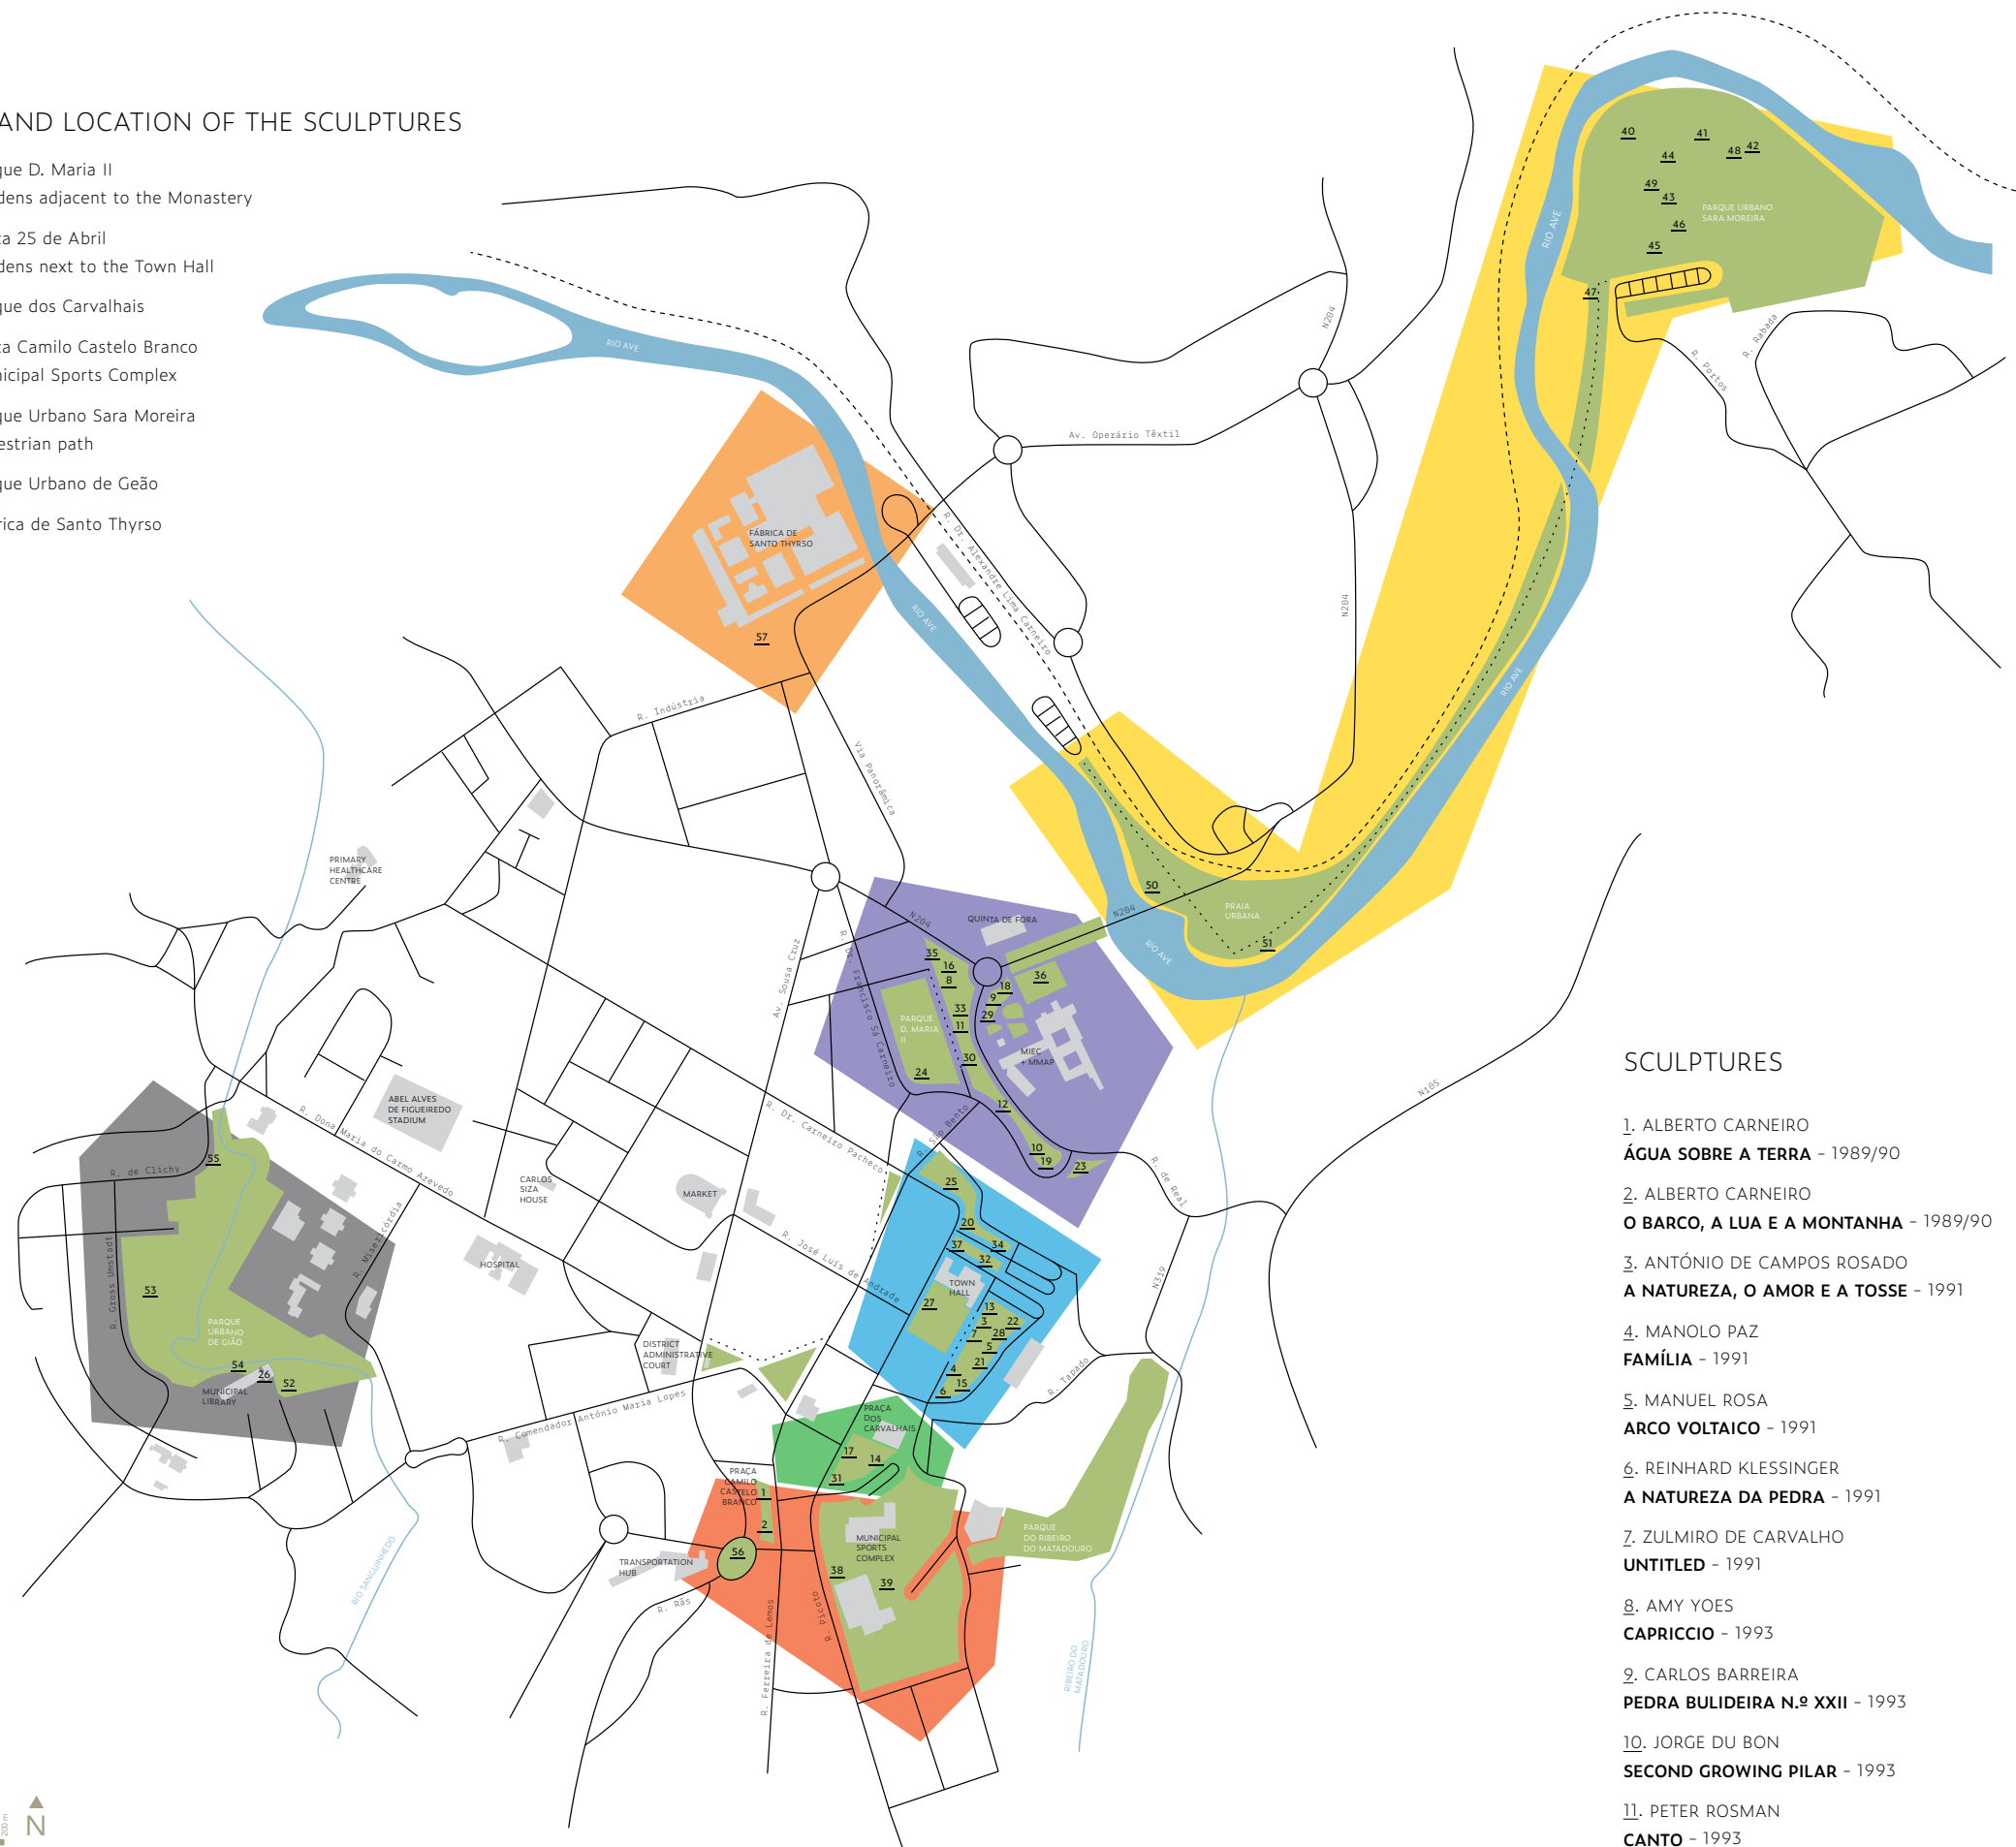 AND LOCATION OF THE SCULPTURES
que D. Maria II
dens adjacent to the Monastery
ça 25 de Abril
dens next to the Town Hall
que dos Carvalhais
ça Camilo Castelo Branco
nicipal Sports Complex
que Urbano Sara Moreira
estrian path
que Urbano de Geão
rica de Santo Thyrso
40
41
44
48
42
49
43
46
45
47
PARQUE URBANO
SARA MOREIRA
RIO AVE
R. Rabada
R. Portos
RIO AVE
N204
Av. Operário Têxtil
FÁBRICA DE
SANTO THYRSO
57
R. Dr. Alexandre Lima Carneiro
RIO AVE
N204
RIO AVE
R. Indústria
Via Panorâmica
PRIMARY
HEALTHCARE
CENTRE
50
PRAIA
URBANA
51
N204
QUINTA DE FORA
N204
RIO AVE
Av. Sousa Cruz
R. Dr. Francisco Sá Carneiro
35
16
8
18
9
36
33
29
11
PARQUE
D. MARIA
II
MIEC
+ MMAP
30
24
12
10
19
23
R. São Bento
R. de Real
N105
N319
ABEL ALVES
DE FIGUEIREDO
STADIUM
R. Dona Maria do Carmo Azevedo
R. Dr. Carneiro Pacheco
55
R. de Clichy
R. Gross Umstadt
R. Misericórdia
53
PARQUE
URBANO
DE GIÃO
54
26
52
MUNICIPAL
LIBRARY
CARLOS
SIZA
HOUSE
MARKET
HOSPITAL
R. José Luís de Andrade
25
20
37
34
32
TOWN
HALL
27
13
3
22
7
28
5
21
4
15
6
R. Tapado
DISTRICT
ADMINISTRATIVE
COURT
R. Comendador António Maria Lopes
PRAÇA
DOS
CARVALHAIS
17
14
31
PRAÇA
CAMILO
CASTELO
BRANCO
1
2
56
TRANSPORTATION
HUB
R. Rãs
R. Ferreira de Lemos
R. Picoto
MUNICIPAL
SPORTS
COMPLEX
38
39
PARQUE
DO RIBEIRO
DO MATADOURO
RIBEIRO DO
MATADOURO
RIO SANGUINHEDO
200 m
N
SCULPTURES
1. ALBERTO CARNEIRO
ÁGUA SOBRE A TERRA - 1989/90
2. ALBERTO CARNEIRO
O BARCO, A LUA E A MONTANHA - 1989/90
3. ANTÓNIO DE CAMPOS ROSADO
A NATUREZA, O AMOR E A TOSSE - 1991
4. MANOLO PAZ
FAMÍLIA - 1991
5. MANUEL ROSA
ARCO VOLTAICO - 1991
6. REINHARD KLESSINGER
A NATUREZA DA PEDRA - 1991
7. ZULMIRO DE CARVALHO
UNTITLED - 1991
8. AMY YOES
CAPRICCIO - 1993
9. CARLOS BARREIRA
PEDRA BULIDEIRA N.º XXII - 1993
10. JORGE DU BON
SECOND GROWING PILAR - 1993
11. PETER ROSMAN
CANTO - 1993